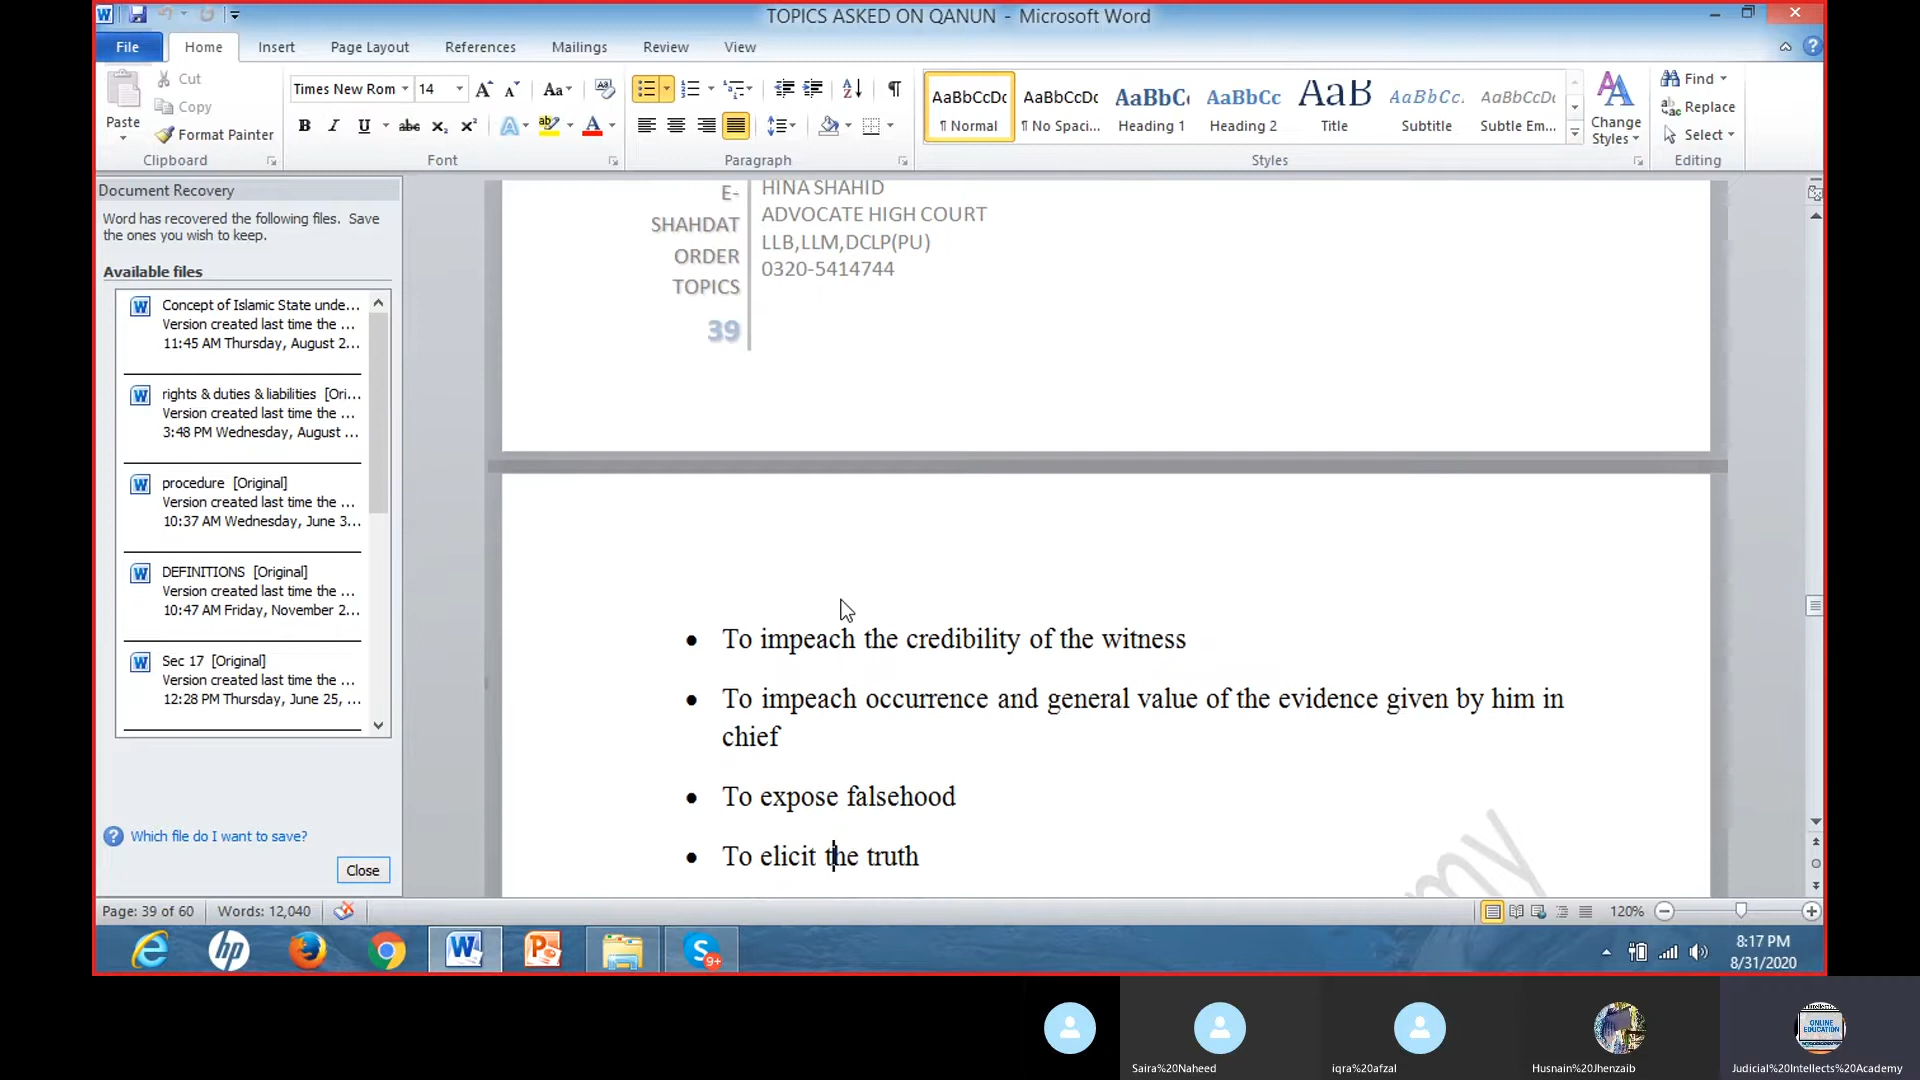 TOPICS ASKED ON QANUN - Microsoft Word
File Home Insert Page Layout References Mailings Review View
Paste
Cut
Copy
Format Painter
Clipboard
Times New Rom 14
Font
Paragraph
AaBbCcDc AaBbCcDc AaBbC AaBbCc AaB AaBbCc. AaBbCcDc
¶ Normal ¶ No Spaci... Heading 1 Heading 2 Title Subtitle Subtle Em...
Change
Styles
Styles
Find
Replace
Select
Editing
Document Recovery
Word has recovered the following files. Save
the ones you wish to keep.
Available files
Concept of Islamic State unde...
Version created last time the ...
11:45 AM Thursday, August 2...
rights & duties & liabilities [Ori...
Version created last time the ...
3:48 PM Wednesday, August ...
procedure [Original]
Version created last time the ...
10:37 AM Wednesday, June 3...
DEFINITIONS [Original]
Version created last time the ...
10:47 AM Friday, November 2...
Sec 17 [Original]
Version created last time the ...
12:28 PM Thursday, June 25, ...
Which file do I want to save?
Close
E-
SHAHDAT
ORDER
TOPICS
39
HINA SHAHID
ADVOCATE HIGH COURT
LLB,LLM,DCLP(PU)
0320-5414744
• To impeach the credibility of the witness
• To impeach occurrence and general value of the evidence given by him in
chief
• To expose falsehood
• To elicit the truth
my
Page: 39 of 60 Words: 12,040 120%
hp
9+
8:17 PM
8/31/2020
ONLINE
EDUCATION
Saira%20Naheed iqra%20afzal Husnain%20Jhenzaib Judicial%20Intellects%20Academy